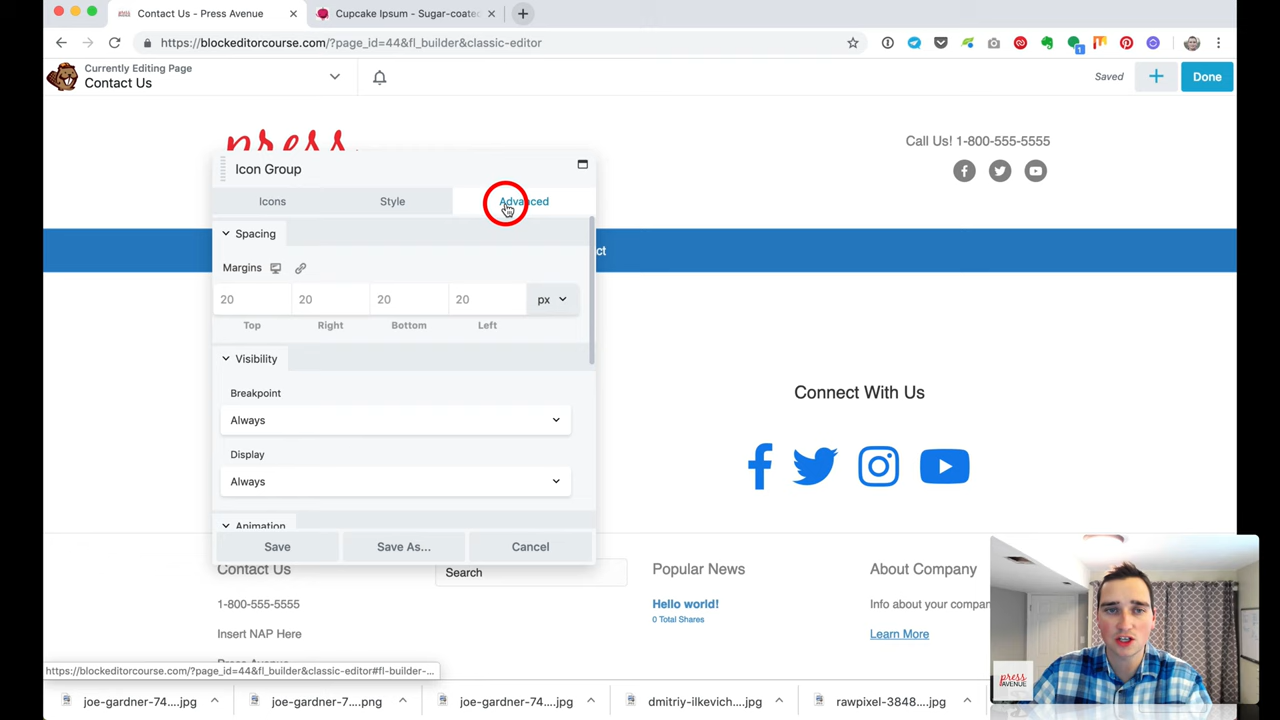 Contact Us - Press Avenue
Cupcake Ipsum - Sugar-coate
https://blockeditorcourse.com/?page_id=44&fl_builder&classic-editor
1
Currently Editing Page
Contact Us
Saved
Done
press
Call Us! 1-800-555-5555
Icon Group
Icons
Style
Advanced
Spacing
ct
Margins
20
20
20
20
px
Top
Right
Bottom
Left
Visibility
Breakpoint
Always
Connect With Us
Display
Always
Animation
Save
Save As...
Cancel
Contact Us
Search
Popular News
About Company
1-800-555-5555
Hello world!
Info about your compan
0 Total Shares
Insert NAP Here
Learn More
https://blockeditorcourse.com/?page_id=44&fl_builder&classic-editor#fl-builder-...
press
AVENUE
joe-gardner-74....jpg
joe-gardner-7....png
joe-gardner-74....jpg
dmitriy-ilkevich....jpg
rawpixel-3848....jpg